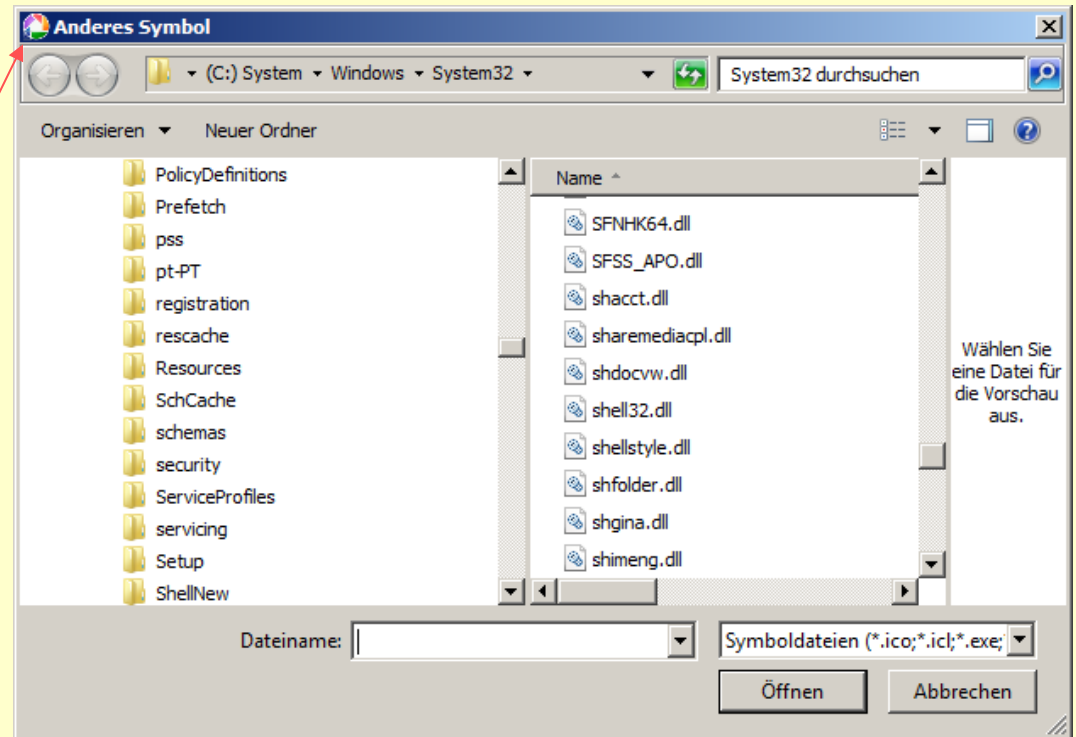 Anderes Symbol
(C:) System Windows System32
System32 durchsuchen
Organisieren Neuer Ordner
PolicyDefinitions
Prefetch
pss
pt-PT
registration
rescache
Resources
SchCache
schemas
security
ServiceProfiles
servicing
Setup
ShellNew
Name
SFNHK64.dll
SFSS_APO.dll
shacct.dll
sharemediacpl.dll
shdocvw.dll
shell32.dll
shellstyle.dll
shfolder.dll
shgina.dll
shimeng.dll
Wählen Sie
eine Datei für
die Vorschau
aus.
Dateiname:
Symboldateien (*.ico;*.icl;*.exe;
Öffnen Abbrechen